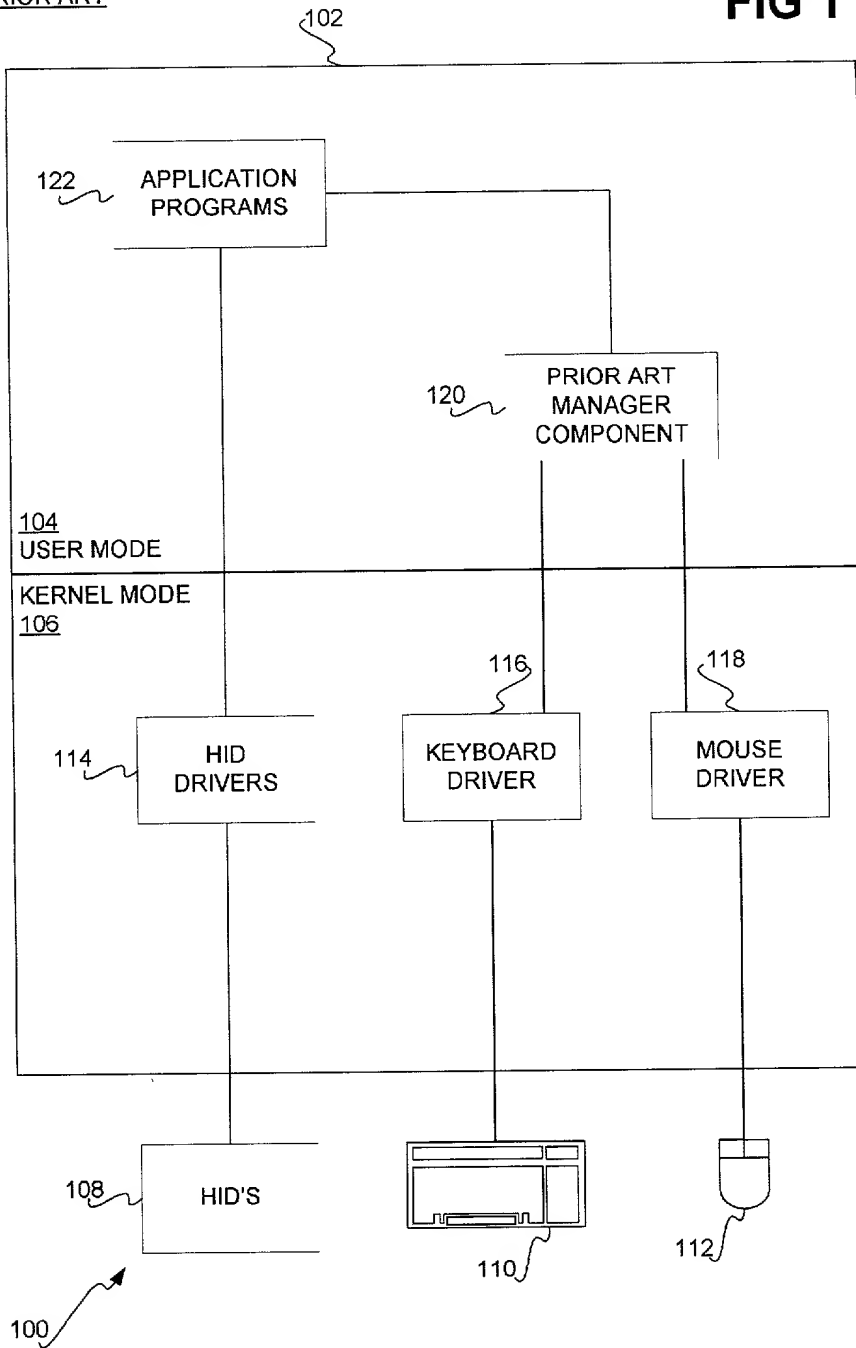 FIG 1
102
122
APPLICATION
PROGRAMS
120
PRIOR ART
MANAGER
COMPONENT
104
USER MODE
KERNEL MODE
106
116
118
114
HID
DRIVERS
KEYBOARD
DRIVER
MOUSE
DRIVER
108
HID'S
110
112
100